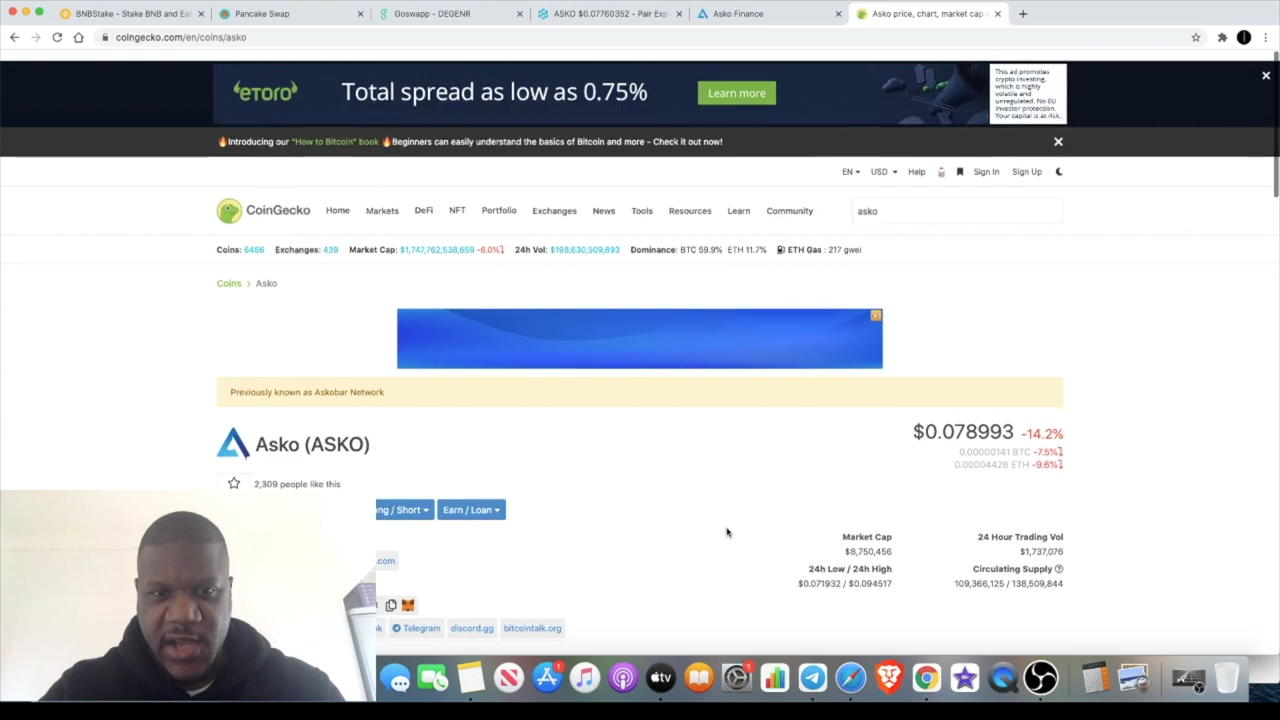 BNBStake - Stake BNB and Ear
Pancake Swap
Goswapp - DEGENR
ASKO $0.07760352 - Pair Exp
Asko Finance
Asko price, chart, market cap
coingecko.com/en/coins/asko
eTORO
Total spread as low as 0.75%
Learn more
This ad promotes
crypto investing,
which is highly
volatile and
unregulated. No EU
investor protection.
Your capital is at risk.
🔥Introducing our "How to Bitcoin" book 🔥Beginners can easily understand the basics of Bitcoin and more - Check it out now!
EN USD Help Sign In Sign Up
CoinGecko Home Markets DeFi NFT Portfolio Exchanges News Tools Resources Learn Community asko
Coins: 6466 Exchanges: 439 Market Cap: $1,747,762,538,659 -6.0% 24h Vol: $198,630,509,893 Dominance: BTC 59.9% ETH 11.7% ETH Gas : 217 gwei
Coins > Asko
Previously known as Askobar Network
Asko (ASKO)
$0.078993 -14.2%
0.00000141 BTC -7.5%
0.00004426 ETH -9.6%
2,309 people like this
ng / Short Earn / Loan
Market Cap
$8,750,456
24 Hour Trading Vol
$1,737,076
.com
24h Low / 24h High
$0.071932 / $0.094517
Circulating Supply
109,366,125 / 138,509,844
k Telegram discord.gg bitcointalk.org
tv
1
1